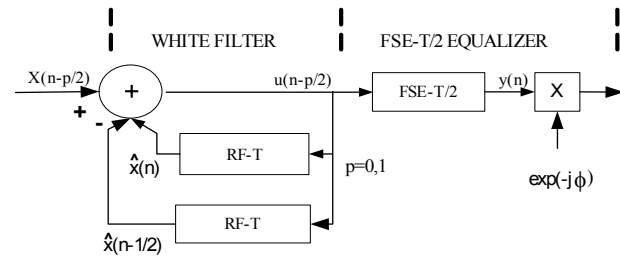 WHITE FILTER
FSE-T/2 EQUALIZER
X(n-p/2)
+
u(n-p/2)
FSE-T/2
y(n)
X
+
-
x̂(n)
RF-T
p=0,1
exp(-jϕ)
RF-T
x̂(n-1/2)